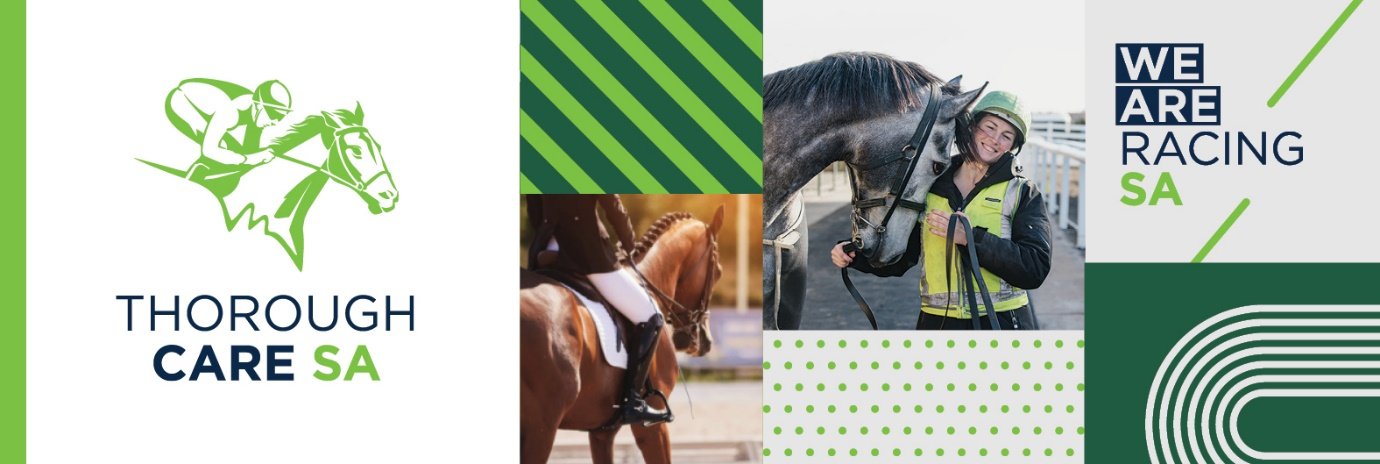 THOROUGH
CARE SA
WE
ARE
RACING
SA